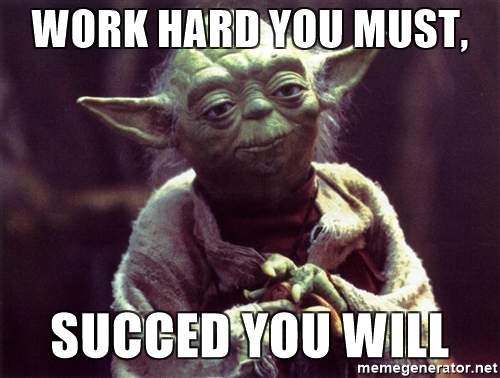 WORK HARD YOU MUST,
SUCCED YOU WILL
memegenerator.net